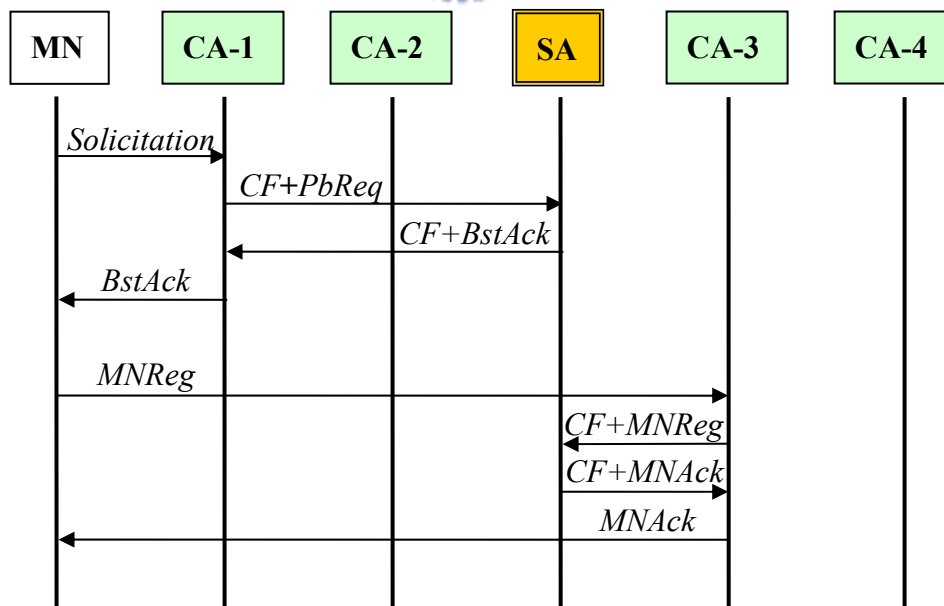 MN CA-1 CA-2 SA CA-3 CA-4
Solicitation
CF+PbReq
CF+BstAck
BstAck
MNReg
CF+MNReg
CF+MNAck
MNAck